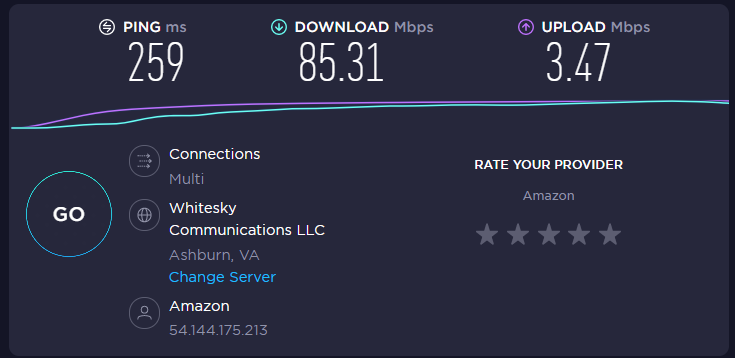 PING ms
DOWNLOAD Mbps
UPLOAD Mbps
259
85.31
3.47
GO
Connections
Multi
Whitesky
Communications LLC
Ashburn, VA
Change Server
Amazon
54.144.175.213
RATE YOUR PROVIDER
Amazon